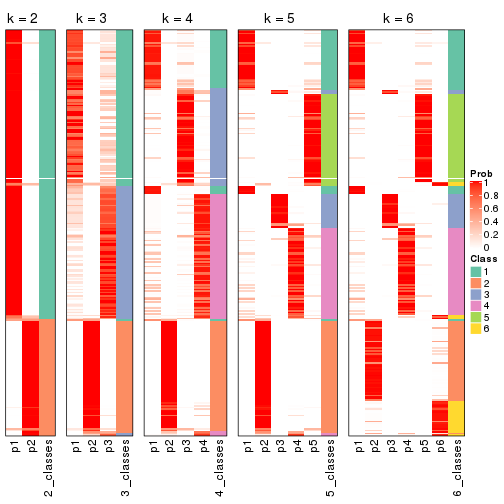 k = 2
k = 3
k = 4
k = 5
k = 6
Prob
1
0.8
0.6
0.4
0.2
0
Class
1
2
3
4
5
6
p1
p2
2_classes
p1
p2
p3
3_classes
p1
p2
p3
p4
4_classes
p1
p2
p3
p4
p5
5_classes
p1
p2
p3
p4
p5
p6
6_classes